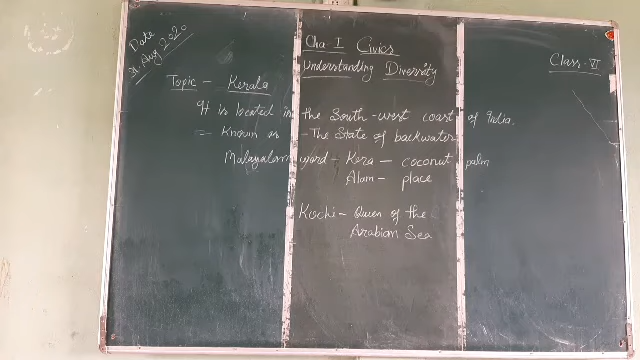 Date
31 Aug 2020
Cha - I Civics
Understanding Diversity
Class - VI
Topic - Kerala
It is located in the South-west coast of India.
= Known as - The State of backwater
Malayalam word - Kera - coconut palm
Alam - place
Kochi - Quen of the
Arabian Sea